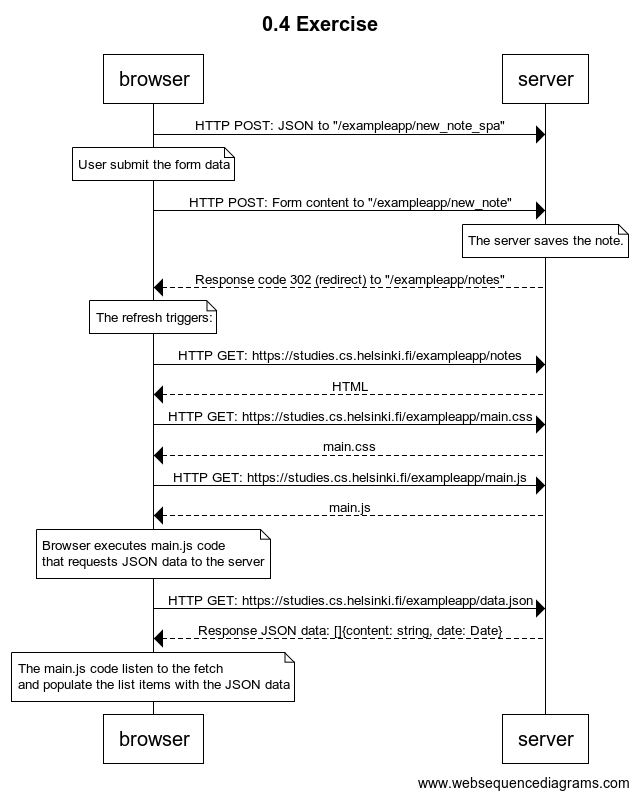 0.4 Exercise
browser
server
HTTP POST: JSON to "/exampleapp/new_note_spa"
User submit the form data
HTTP POST: Form content to "/exampleapp/new_note"
The server saves the note.
Response code 302 (redirect) to "/exampleapp/notes"
The refresh triggers:
HTTP GET: https://studies.cs.helsinki.fi/exampleapp/notes
HTML
HTTP GET: https://studies.cs.helsinki.fi/exampleapp/main.css
main.css
HTTP GET: https://studies.cs.helsinki.fi/exampleapp/main.js
main.js
Browser executes main.js code
that requests JSON data to the server
HTTP GET: https://studies.cs.helsinki.fi/exampleapp/data.json
Response JSON data: []{content: string, date: Date}
The main.js code listen to the fetch
and populate the list items with the JSON data
browser
server
www.websequencediagrams.com